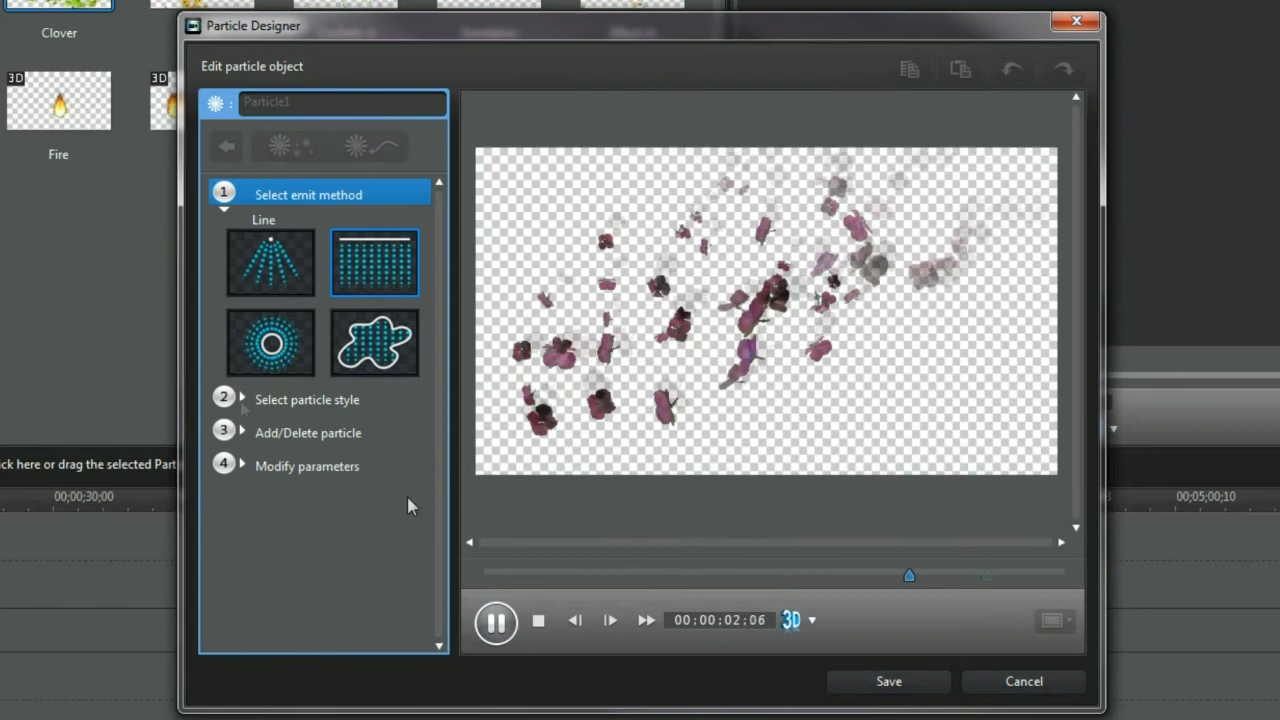 Particle Designer
Clover
3D
3D
Fire
Edit particle object
Particle1
1 Select emit method
Line
2 Select particle style
3 Add/Delete particle
4 Modify parameters
ick here or drag the selected Part
00;00;30;00
00;05;00;10
00;00;02;06
3D
Save
Cancel